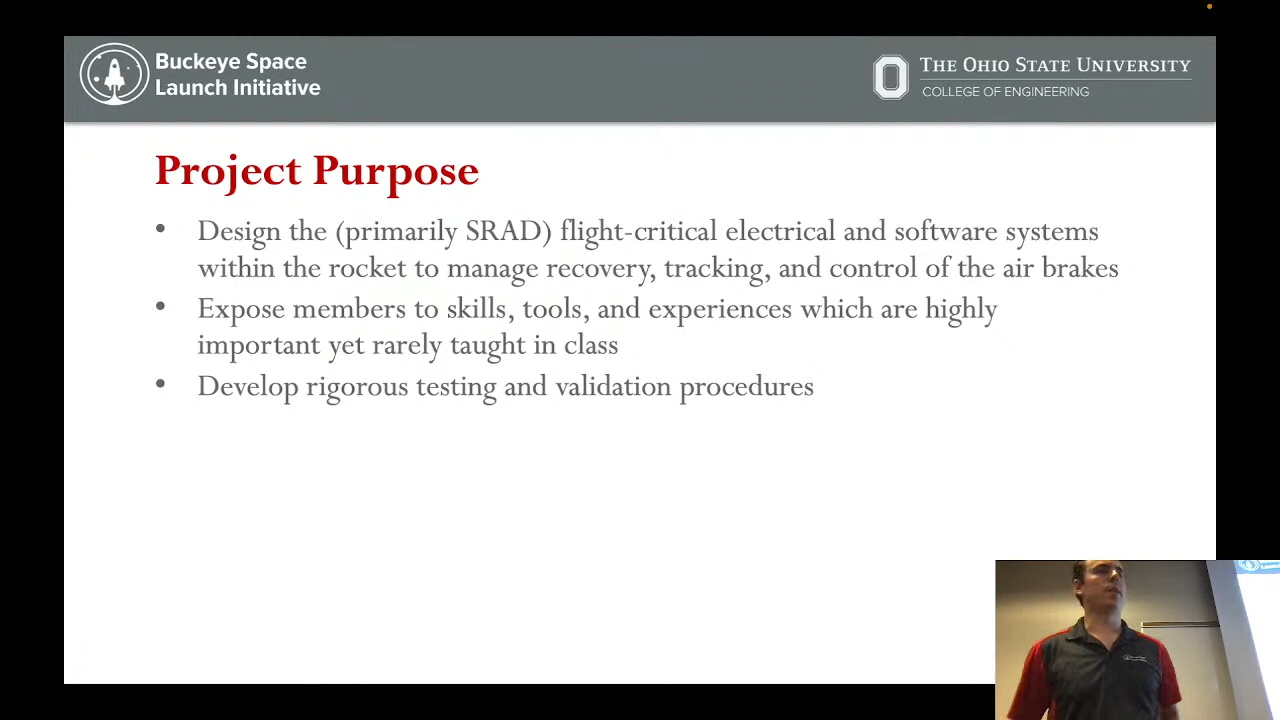 Buckeye Space
Launch Initiative
THE OHIO STATE UNIVERSITY
COLLEGE OF ENGINEERING
Project Purpose
• Design the (primarily SRAD) flight-critical electrical and software systems
within the rocket to manage recovery, tracking, and control of the air brakes
• Expose members to skills, tools, and experiences which are highly
important yet rarely taught in class
• Develop rigorous testing and validation procedures